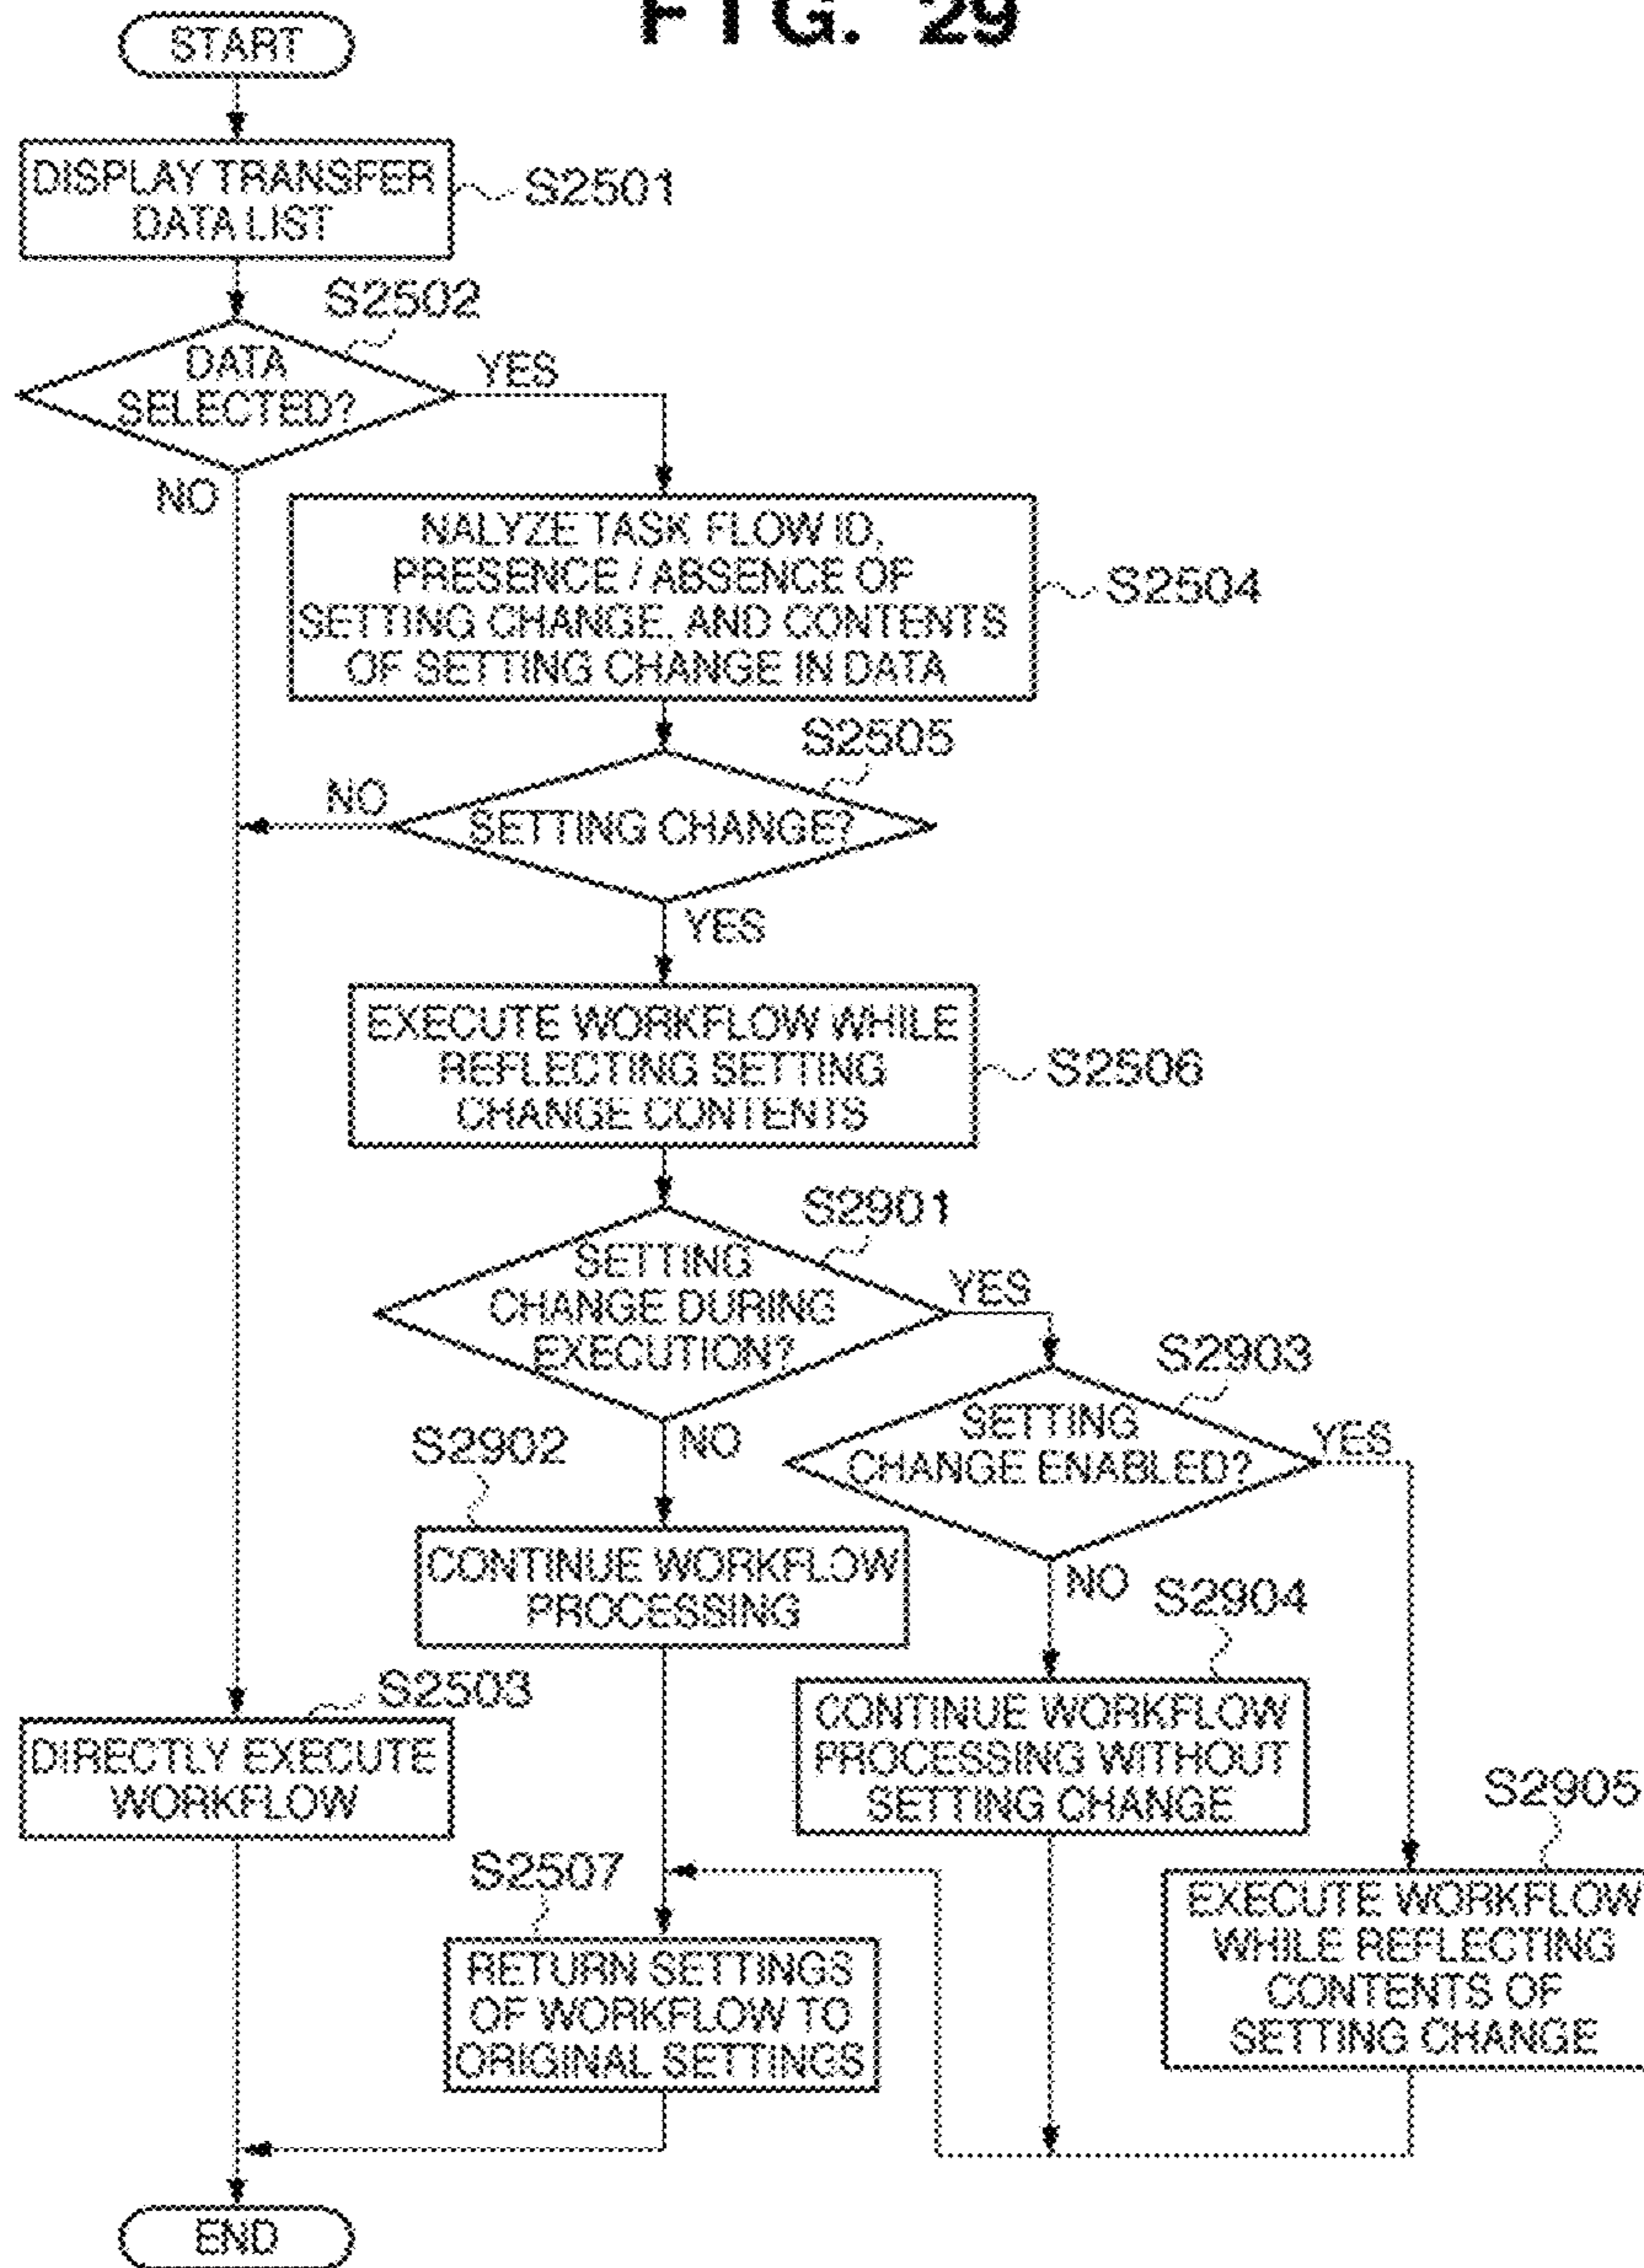 FIG. 29
START
DISPLAY TRANSFER
DATA LIST
S2501
S2502
DATA
SELECTED?
YES
NO
NALYZE TASK FLOW ID,
PRESENCE / ABSENCE OF
SETTING CHANGE, AND CONTENTS
OF SETTING CHANGE IN DATA
S2504
S2505
NO
SETTING CHANGE?
YES
EXECUTE WORKFLOW WHILE
REFLECTING SETTING
CHANGE CONTENTS
S2506
S2901
SETTING
CHANGE DURING
EXECUTION?
YES
S2903
SETTING
CHANGE ENABLED?
YES
S2902
NO
CONTINUE WORKFLOW
PROCESSING
NO
S2904
S2503
DIRECTLY EXECUTE
WORKFLOW
CONTINUE WORKFLOW
PROCESSING WITHOUT
SETTING CHANGE
S2905
S2507
EXECUTE WORKFLOW
WHILE REFLECTING
CONTENTS OF
SETTING CHANGE
RETURN SETTINGS
OF WORKFLOW TO
ORIGINAL SETTINGS
END